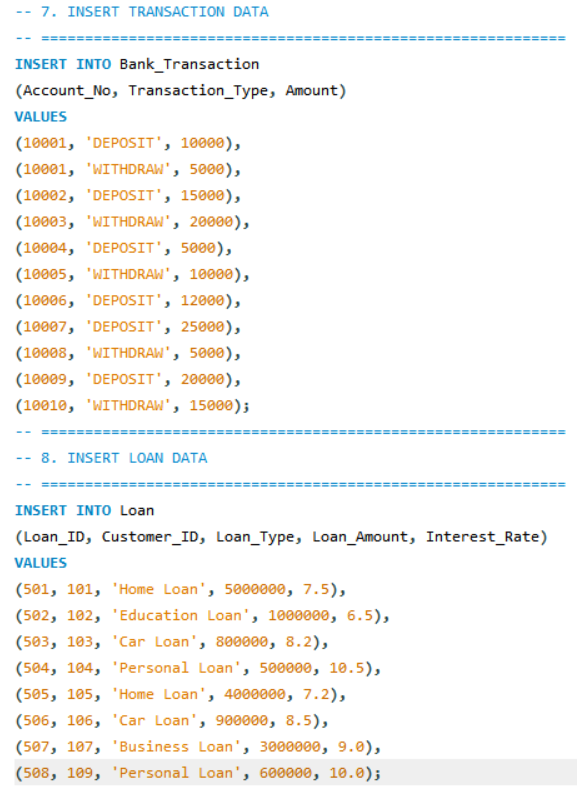 -- 7. INSERT TRANSACTION DATA
-- ============================================================
INSERT INTO Bank_Transaction
(Account_No, Transaction_Type, Amount)
VALUES
(10001, 'DEPOSIT', 10000),
(10001, 'WITHDRAW', 5000),
(10002, 'DEPOSIT', 15000),
(10003, 'WITHDRAW', 20000),
(10004, 'DEPOSIT', 5000),
(10005, 'WITHDRAW', 10000),
(10006, 'DEPOSIT', 12000),
(10007, 'DEPOSIT', 25000),
(10008, 'WITHDRAW', 5000),
(10009, 'DEPOSIT', 20000),
(10010, 'WITHDRAW', 15000);
-- ============================================================
-- 8. INSERT LOAN DATA
-- ============================================================
INSERT INTO Loan
(Loan_ID, Customer_ID, Loan_Type, Loan_Amount, Interest_Rate)
VALUES
(501, 101, 'Home Loan', 5000000, 7.5),
(502, 102, 'Education Loan', 1000000, 6.5),
(503, 103, 'Car Loan', 800000, 8.2),
(504, 104, 'Personal Loan', 500000, 10.5),
(505, 105, 'Home Loan', 4000000, 7.2),
(506, 106, 'Car Loan', 900000, 8.5),
(507, 107, 'Business Loan', 3000000, 9.0),
(508, 109, 'Personal Loan', 600000, 10.0);